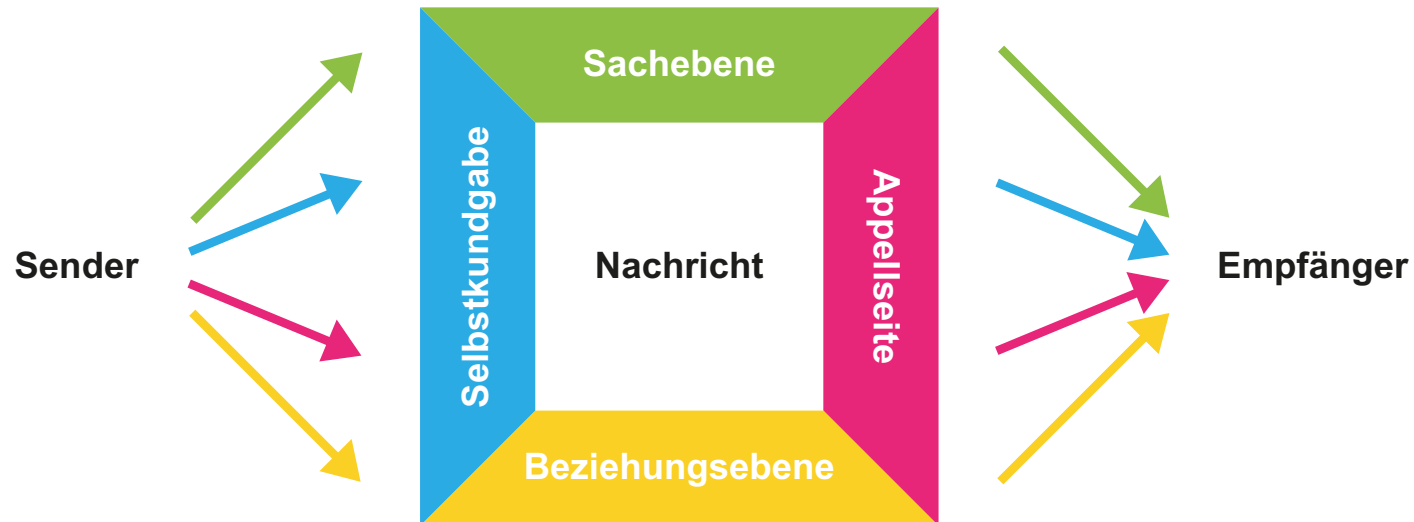 Sachebene
Sender
Selbstkundgabe
Nachricht
Appellseite
Empfänger
Beziehungsebene